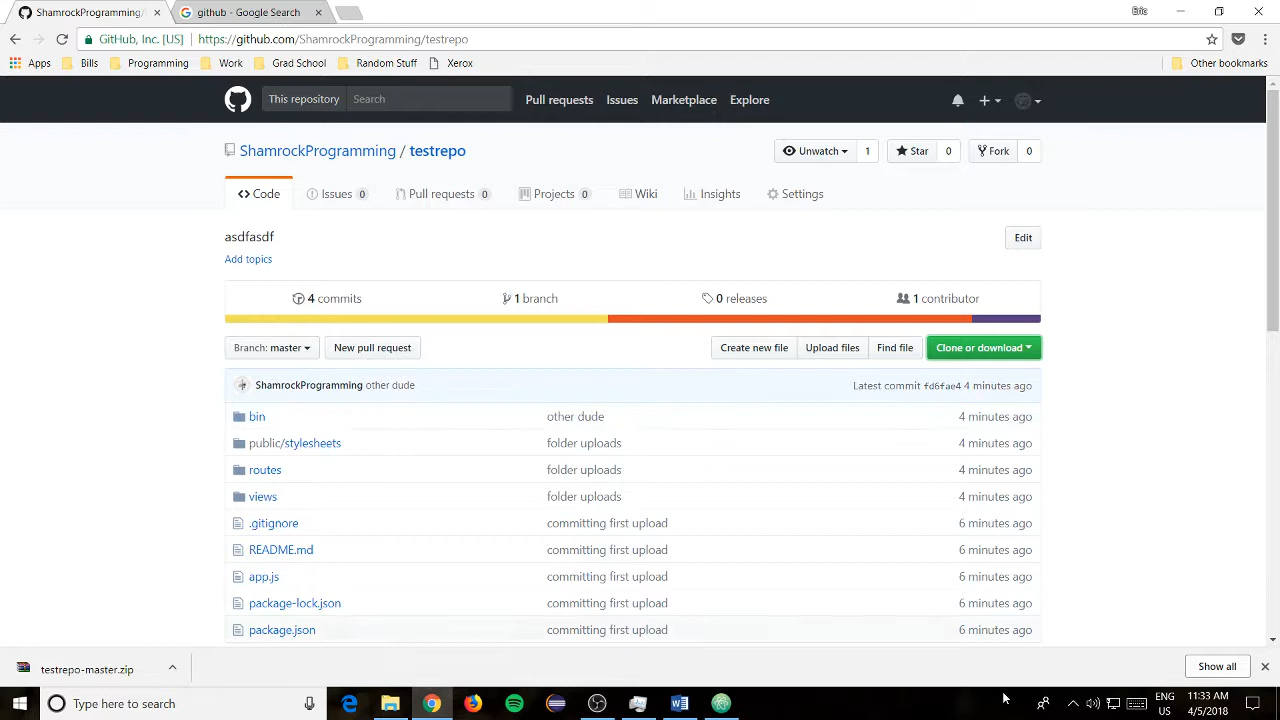 ShamrockProgramming/ github - Google Search Eric
GitHub, Inc. [US] https://github.com/ShamrockProgramming/testrepo
Apps Bills Programming Work Grad School Random Stuff Xerox Other bookmarks
This repository Search Pull requests Issues Marketplace Explore
ShamrockProgramming / testrepo Unwatch 1 Star 0 Fork 0
Code Issues 0 Pull requests 0 Projects 0 Wiki Insights Settings
asdfasdf Edit
Add topics
4 commits 1 branch 0 releases 1 contributor
Branch: master New pull request Create new file Upload files Find file Clone or download
ShamrockProgramming other dude Latest commit fd6fae4 4 minutes ago
bin other dude 4 minutes ago
public/stylesheets folder uploads 4 minutes ago
routes folder uploads 4 minutes ago
views folder uploads 4 minutes ago
.gitignore committing first upload 6 minutes ago
README.md committing first upload 6 minutes ago
app.js committing first upload 6 minutes ago
package-lock.json committing first upload 6 minutes ago
package.json committing first upload 6 minutes ago
testrepo-master.zip Show all
Type here to search ENG 11:33 AM
US 4/5/2018